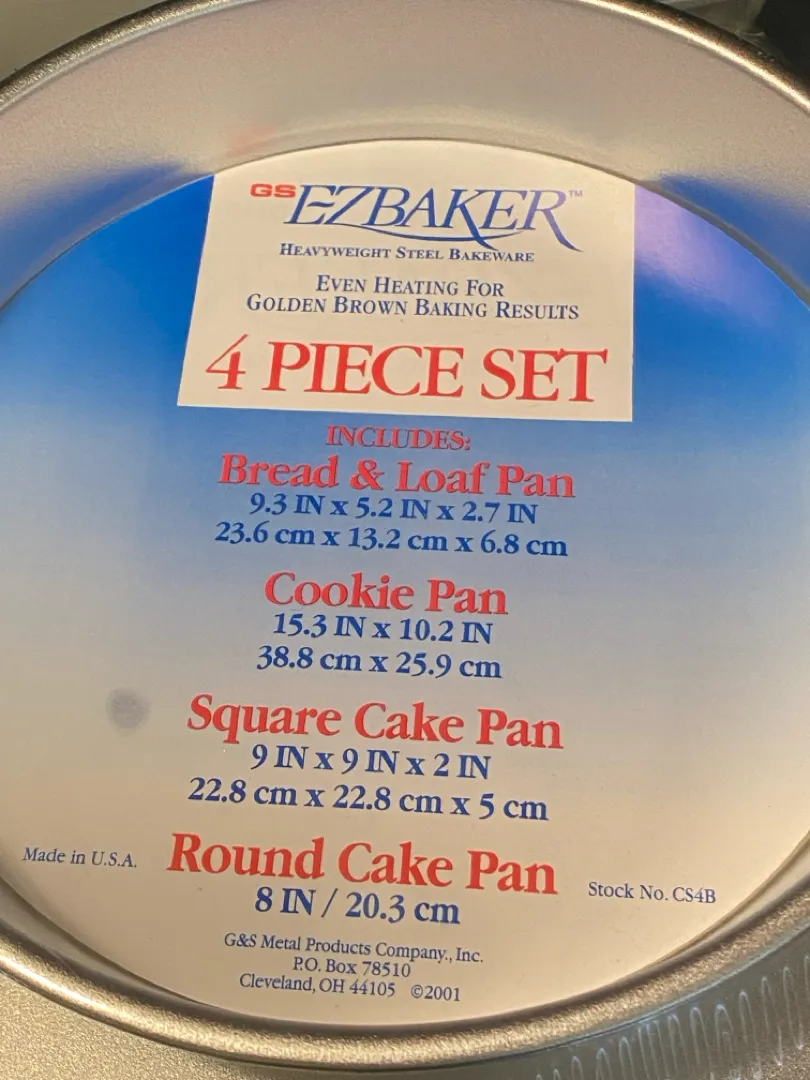 GS EZBAKER™
HEAVYWEIGHT STEEL BAKEWARE
EVEN HEATING FOR
GOLDEN BROWN BAKING RESULTS
4 PIECE SET
INCLUDES:
Bread & Loaf Pan
9.3 IN x 5.2 IN x 2.7 IN
23.6 cm x 13.2 cm x 6.8 cm
Cookie Pan
15.3 IN x 10.2 IN
38.8 cm x 25.9 cm
Square Cake Pan
9 IN x 9 IN x 2 IN
22.8 cm x 22.8 cm x 5 cm
Made in U.S.A.
Round Cake Pan
8 IN / 20.3 cm
Stock No. CS4B
G&S Metal Products Company., Inc.
P.O. Box 78510
Cleveland, OH 44105 ©2001